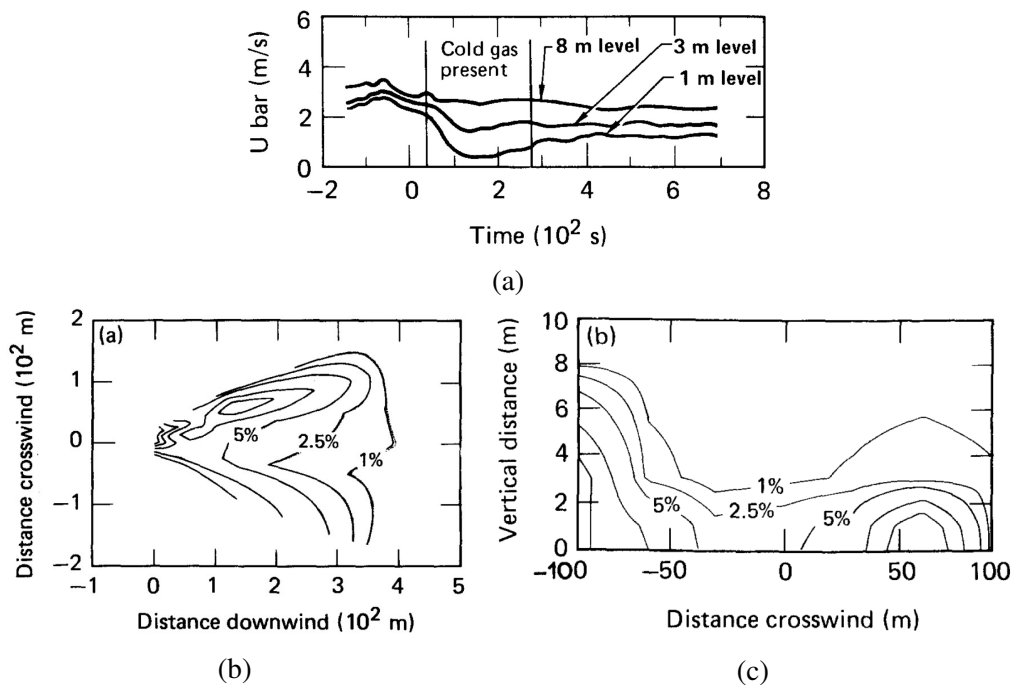 6
4
2
0
U bar (m/s)
Cold gas
present
8 m level
3 m level
1 m level
−2 0 2 4 6 8
Time (10² s)
(a)
2
1
0
−1
−2
Distance crosswind (10² m)
(a)
5%
2.5%
1%
−1 0 1 2 3 4 5
Distance downwind (10² m)
(b)
10
8
6
4
2
0
Vertical distance (m)
(b)
1%
5%
2.5%
5%
−100 −50 0 50 100
Distance crosswind (m)
(c)